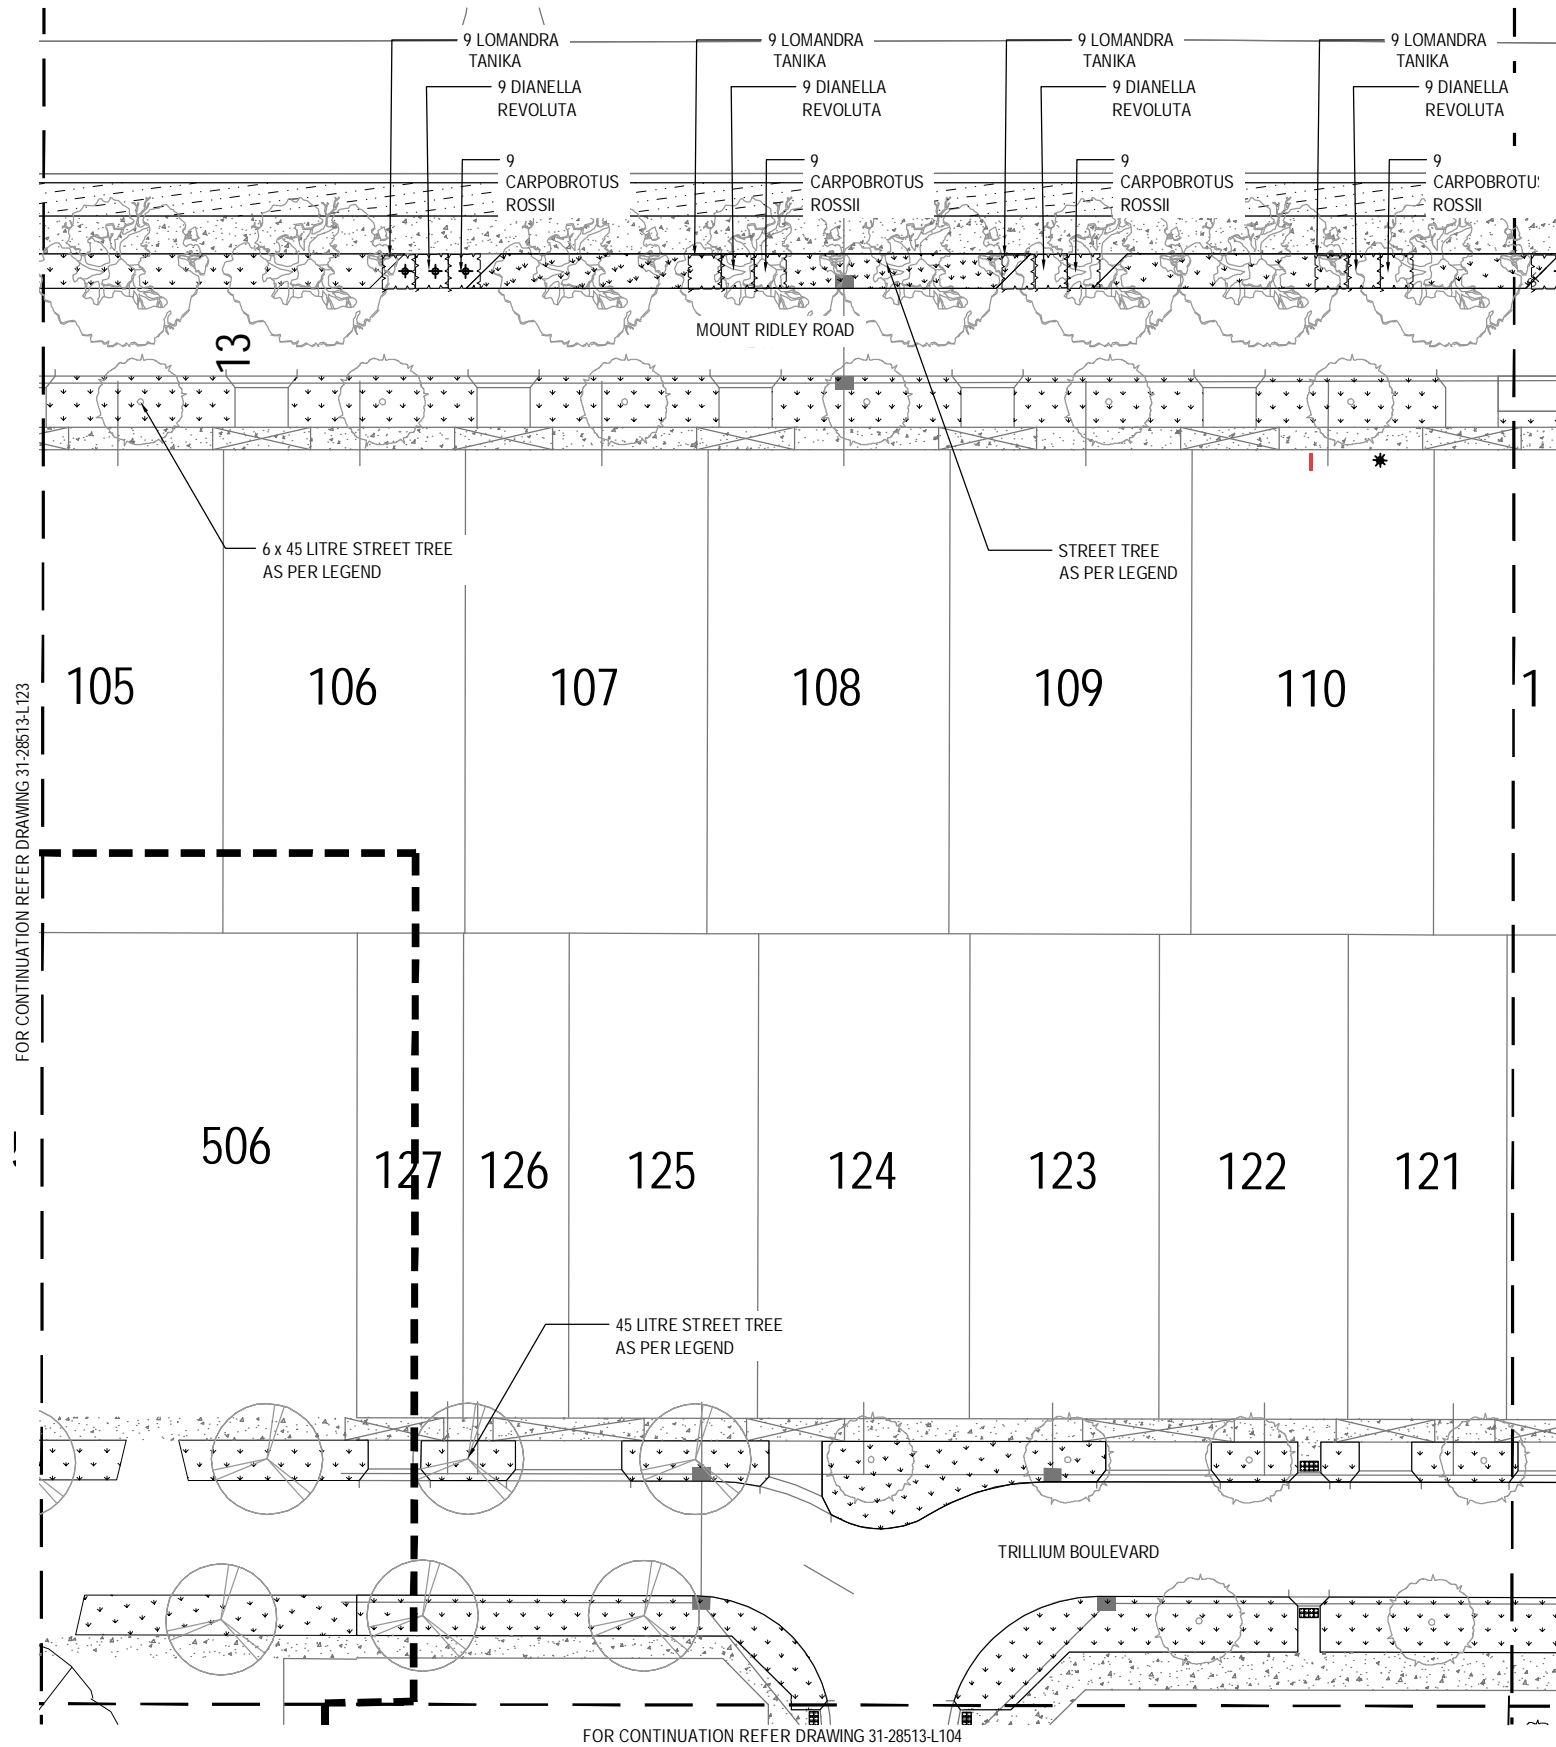 9 LOMANDRA
TANIKA
9 DIANELLA
REVOLUTA
9
CARPOBROTUS
ROSSII
9 LOMANDRA
TANIKA
9 DIANELLA
REVOLUTA
9
CARPOBROTUS
ROSSII
9 LOMANDRA
TANIKA
9 DIANELLA
REVOLUTA
9
CARPOBROTUS
ROSSII
9 LOMANDRA
TANIKA
9 DIANELLA
REVOLUTA
9
CARPOBROTUS
ROSSII
MOUNT RIDLEY ROAD
13
6 x 45 LITRE STREET TREE
AS PER LEGEND
STREET TREE
AS PER LEGEND
105
106
107
108
109
110
1
FOR CONTINUATION REFER DRAWING 31-28513-L123
506
127
126
125
124
123
122
121
45 LITRE STREET TREE
AS PER LEGEND
TRILLIUM BOULEVARD
FOR CONTINUATION REFER DRAWING 31-28513-L104